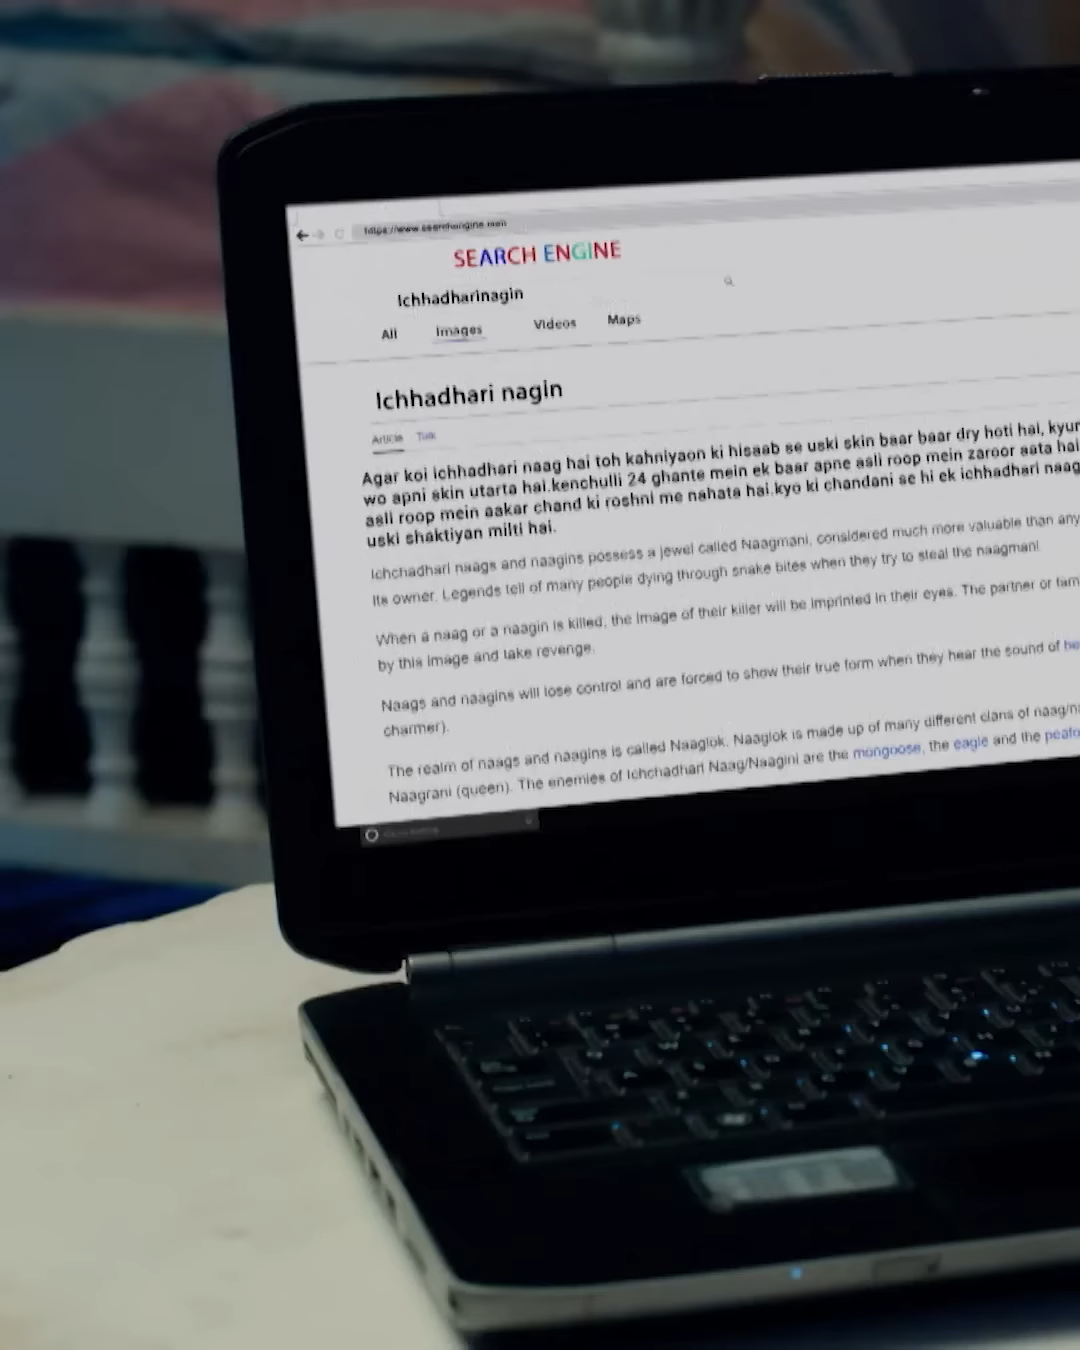 https://www.searchengine.com
SEARCH ENGINE
Ichhadharinagin
All Images Videos Maps
Ichhadhari nagin
Article Talk
Agar koi ichhadhari naag hai toh kahniyaon ki hisaab se uski skin baar baar dry hoti hai, kyun
wo apni skin utarta hai.kenchulli 24 ghante mein ek baar apne asli roop mein zaroor aata hai
asli roop mein aakar chand ki roshni me nahata hai.kyo ki chandani se hi ek ichhadhari naag
uski shaktiyan milti hai.
Ichchadhari naags and naagins possess a jewel called Naagmani, considered much more valuable than any
its owner. Legends tell of many people dying through snake bites when they try to steal the naagmani
When a naag or a naagin is killed, the image of their killer will be imprinted in their eyes. The partner or
by this image and take revenge.
Naags and naagins will lose control and are forced to show their true form when they hear the sound of
charmer).
The realm of naags and naagins is called Naaglok. Naaglok is made up of many different clans of
Naagrani (queen). The enemies of Ichchadhari Naag/Naagini are the mongoose, the eagle and the